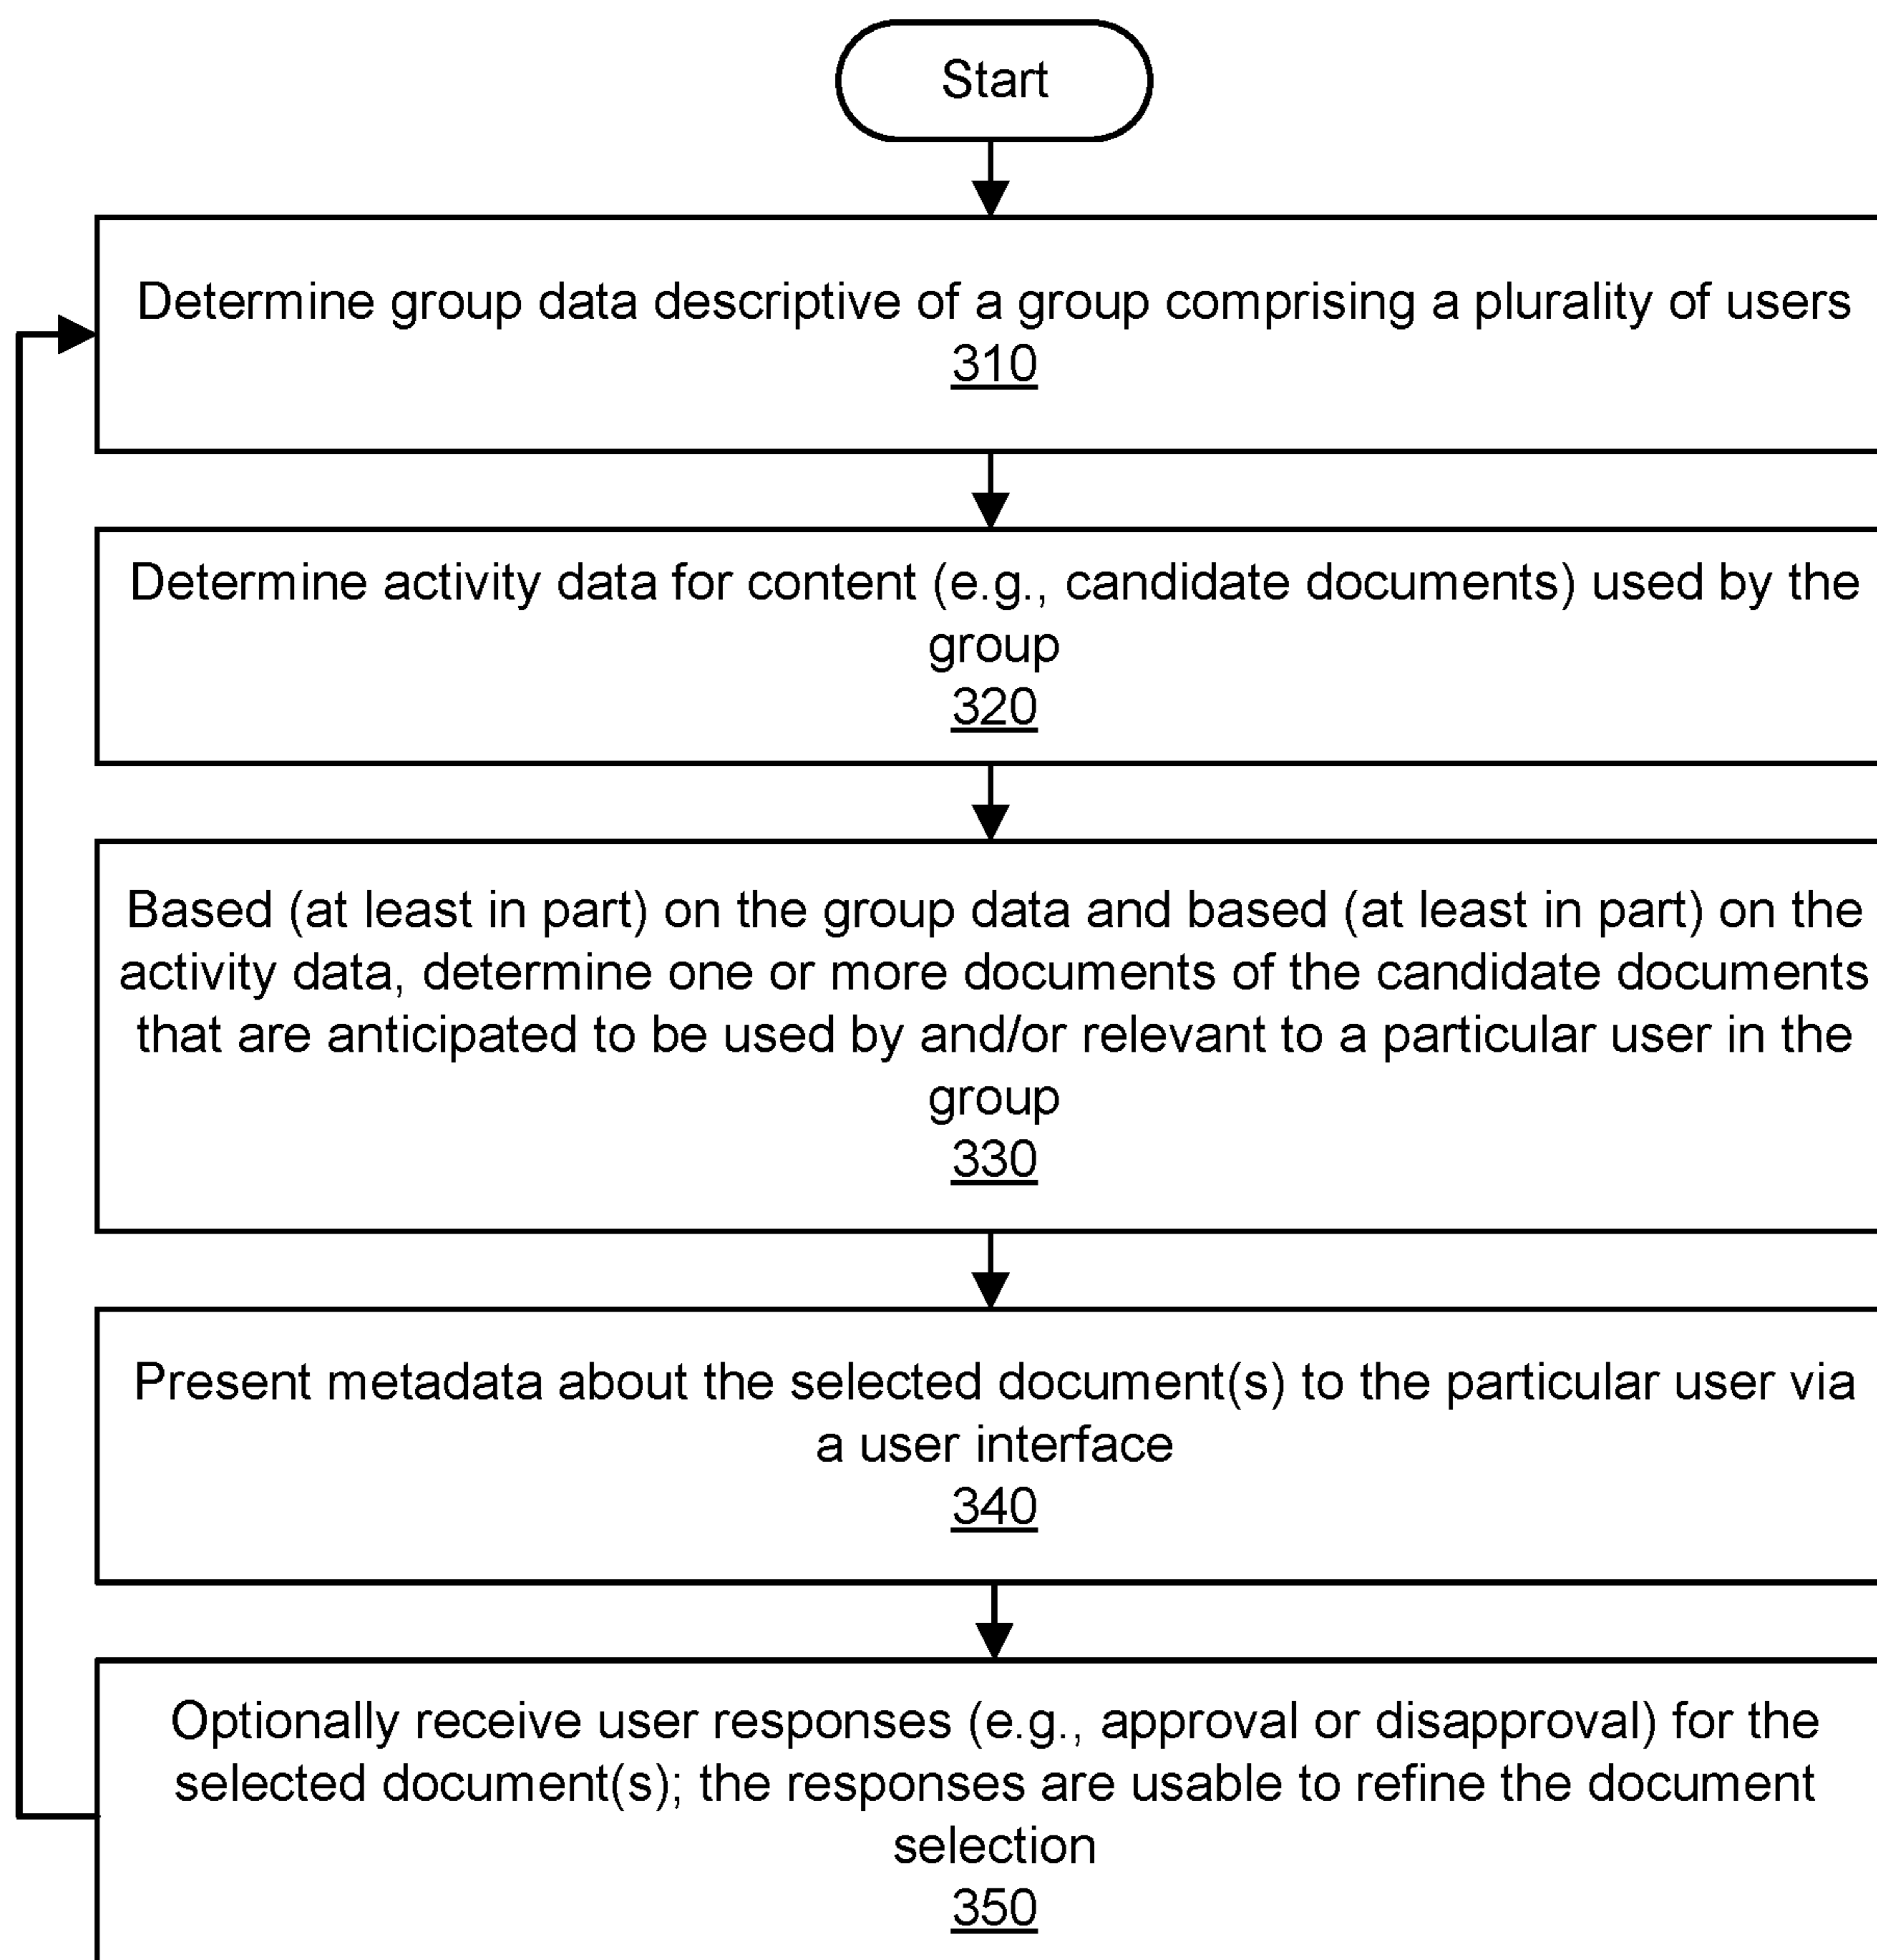 Start
Determine group data descriptive of a group comprising a plurality of users
310
Determine activity data for content (e.g., candidate documents) used by the
group
320
Based (at least in part) on the group data and based (at least in part) on the
activity data, determine one or more documents of the candidate documents
that are anticipated to be used by and/or relevant to a particular user in the
group
330
Present metadata about the selected document(s) to the particular user via
a user interface
340
Optionally receive user responses (e.g., approval or disapproval) for the
selected document(s); the responses are usable to refine the document
selection
350